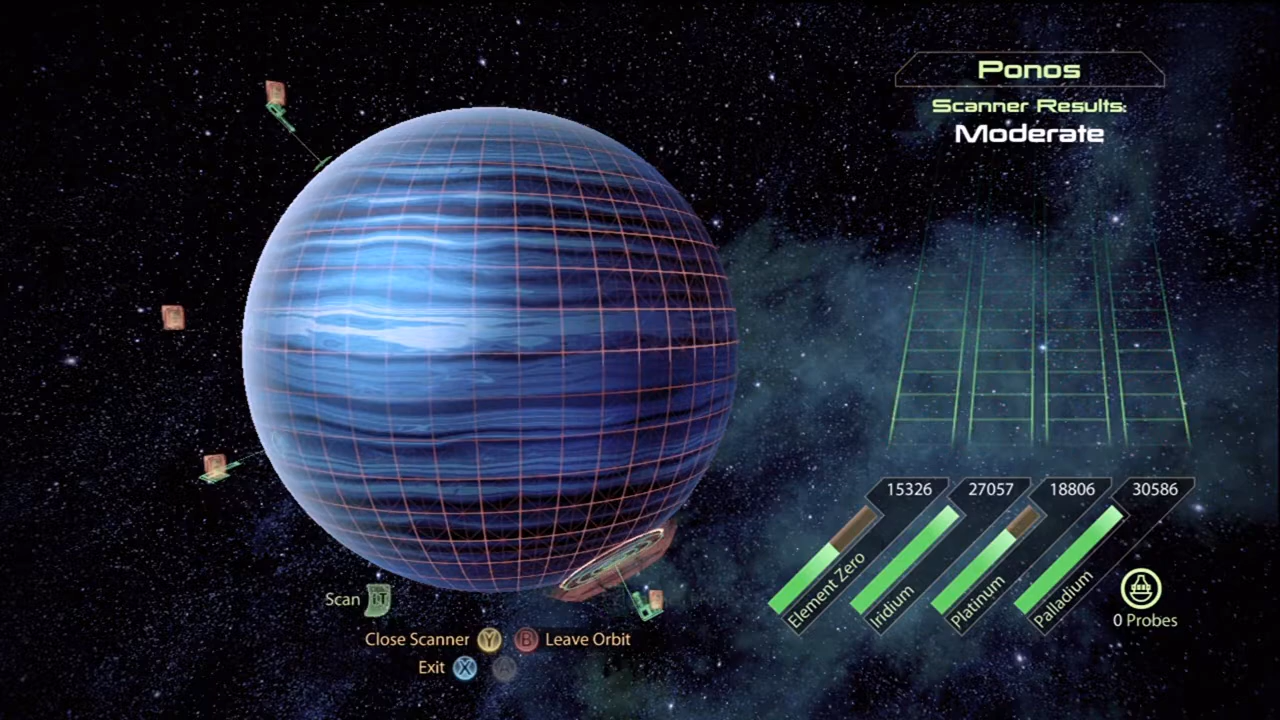 Ponos
Scanner Results:
Moderate
15326 27057 18806 30586
Element Zero Iridium Platinum Palladium
0 Probes
Scan LT
Close Scanner Y B Leave Orbit
Exit X A